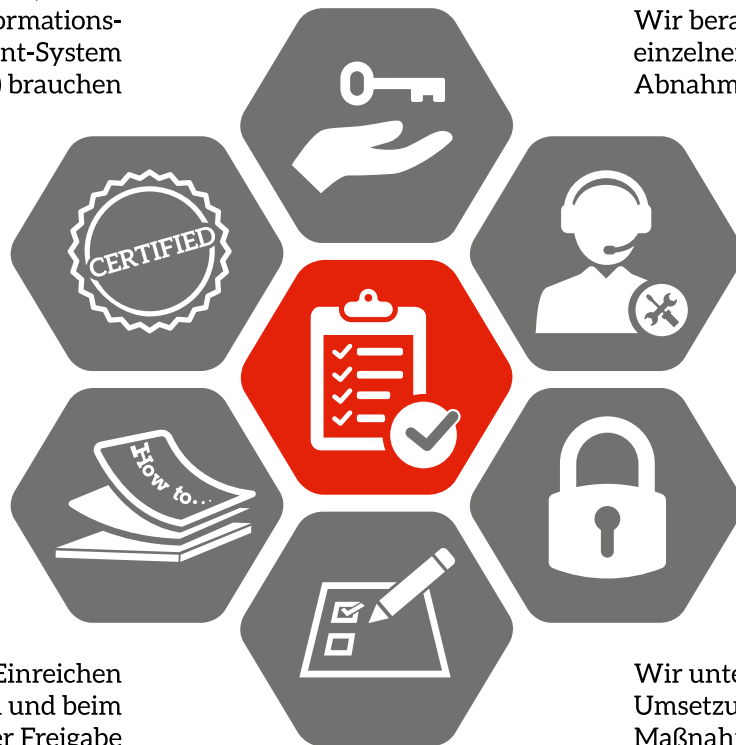 ormations-
nt-System
) brauchen
Wir bera
einzelne
Abnahm
CERTIFIED
How to...
Einreichen
und beim
er Freigabe
Wir unte
Umsetzu
Maßnah